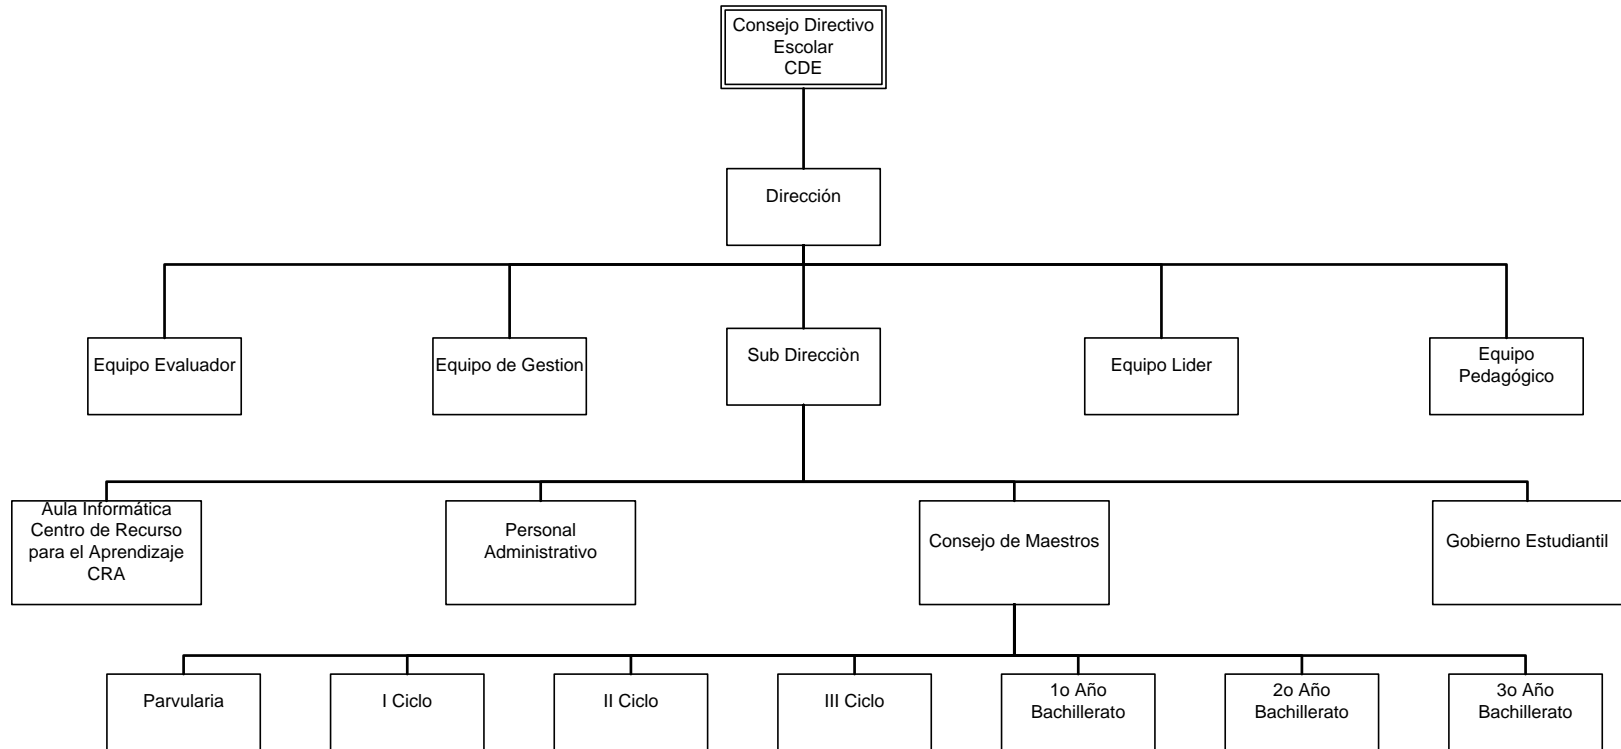 Consejo Directivo
Escolar
CDE
Dirección
Equipo Evaluador
Equipo de Gestion
Sub Direcciòn
Equipo Lider
Equipo
Pedagógico
Aula Informática
Centro de Recurso
para el Aprendizaje
CRA
Personal
Administrativo
Consejo de Maestros
Gobierno Estudiantil
Parvularia
I Ciclo
II Ciclo
III Ciclo
1o Año
Bachillerato
2o Año
Bachillerato
3o Año
Bachillerato